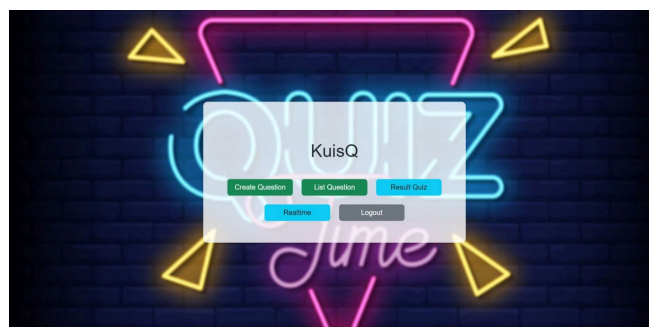 QUIZ
KuisQ
Create Question List Question Result Quiz
Realtime Logout
Time